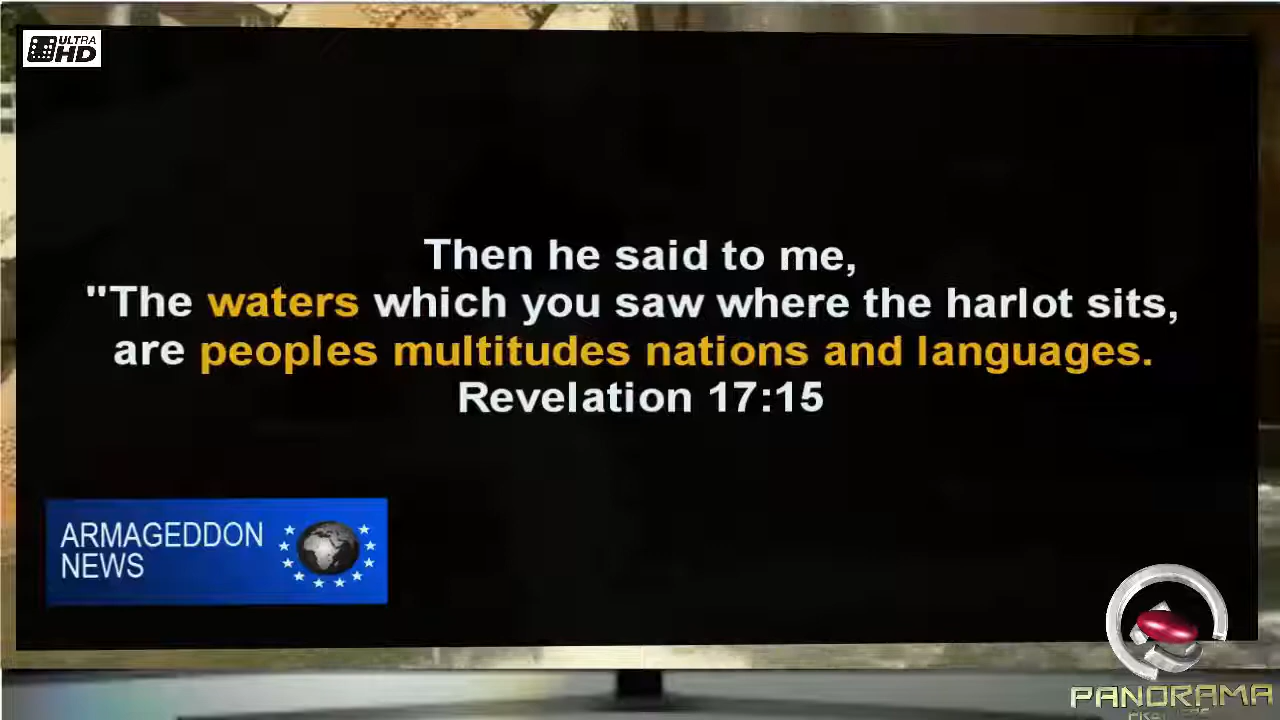 ULTRA
HD
Then he said to me,
"The waters which you saw where the harlot sits,
are peoples multitudes nations and languages.
Revelation 17:15
ARMAGEDDON
NEWS
PANORAMA